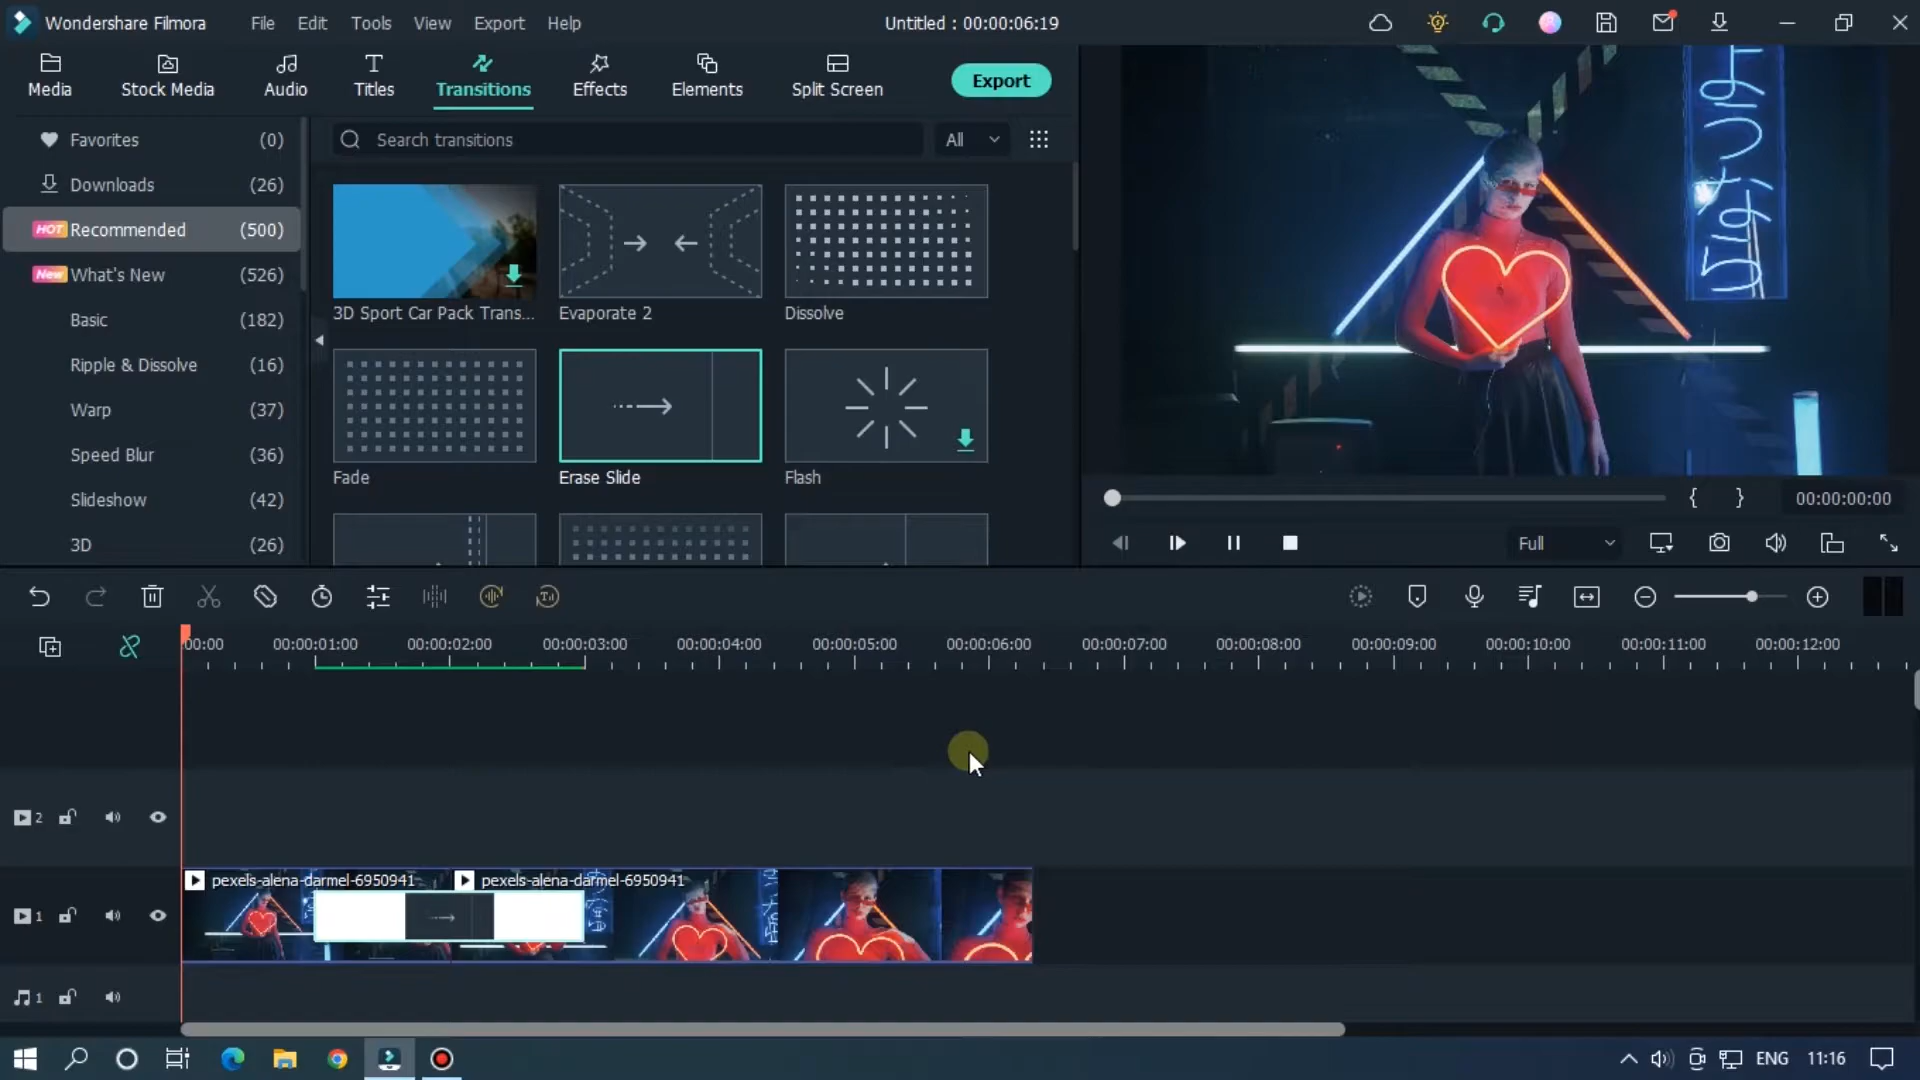 Wondershare Filmora File Edit Tools View Export Help Untitled : 00:00:06:19
Media Stock Media Audio Titles Transitions Effects Elements Split Screen Export
Favorites (0)
Downloads (26)
HOT Recommended (500)
New What's New (526)
Basic (182)
Ripple & Dissolve (16)
Warp (37)
Speed Blur (36)
Slideshow (42)
3D (26)
Search transitions All
3D Sport Car Pack Trans... Evaporate 2 Dissolve
Fade Erase Slide Flash
{ } 00:00:00:00
Full
00:00 00:00:01:00 00:00:02:00 00:00:03:00 00:00:04:00 00:00:05:00 00:00:06:00 00:00:07:00 00:00:08:00 00:00:09:00 00:00:10:00 00:00:11:00 00:00:12:00
2
pexels-alena-darmel-6950941 pexels-alena-darmel-6950941
1
1
ENG 11:16